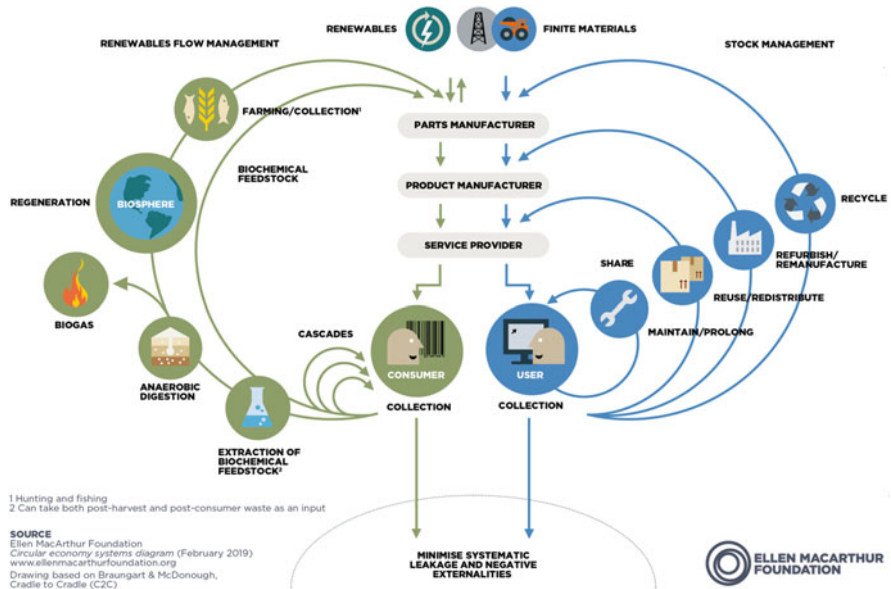 RENEWABLES
FINITE MATERIALS
RENEWABLES FLOW MANAGEMENT
STOCK MANAGEMENT
FARMING/COLLECTION¹
PARTS MANUFACTURER
BIOCHEMICAL
FEEDSTOCK
PRODUCT MANUFACTURER
REGENERATION
BIOSPHERE
RECYCLE
SERVICE PROVIDER
SHARE
REFURBISH/
REMANUFACTURE
REUSE/REDISTRIBUTE
BIOGAS
CASCADES
MAINTAIN/PROLONG
CONSUMER
USER
ANAEROBIC
DIGESTION
COLLECTION
COLLECTION
EXTRACTION OF
BIOCHEMICAL
FEEDSTOCK²
1 Hunting and fishing
2 Can take both post-harvest and post-consumer waste as an input
SOURCE
Ellen MacArthur Foundation
Circular economy systems diagram (February 2019)
www.ellenmacarthurfoundation.org
Drawing based on Braungart & McDonough,
Cradle to Cradle (C2C)
MINIMISE SYSTEMATIC
LEAKAGE AND NEGATIVE
EXTERNALITIES
ELLEN MACARTHUR
FOUNDATION